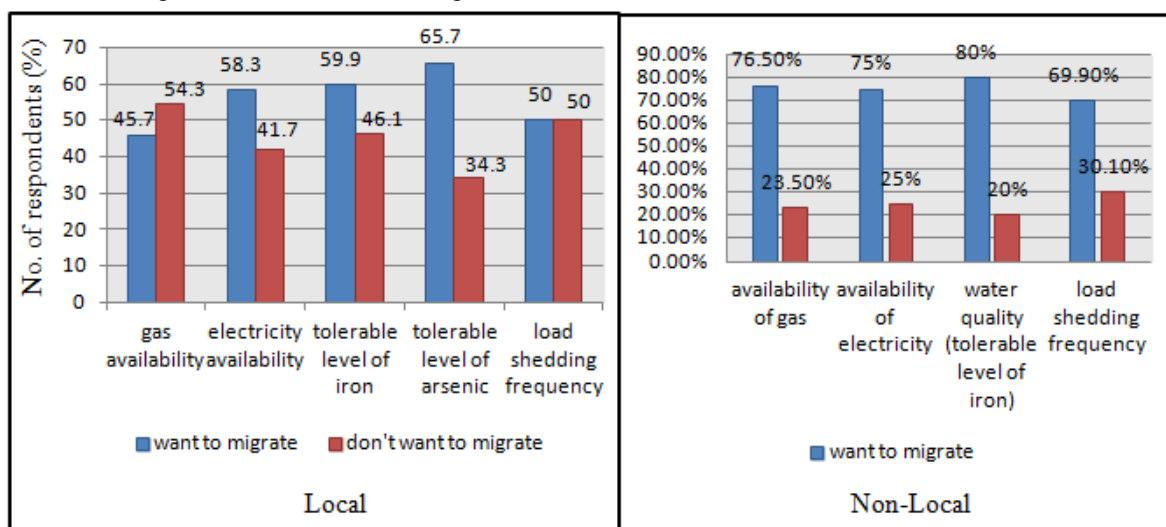 No. of respondents (%)
70
60
50
40
30
20
10
0
45.7
54.3
58.3
41.7
59.9
46.1
65.7
34.3
50
50
gas
availability
electricity
availability
tolerable
level of
iron
tolerable
level of
arsenic
load
shedding
frequency
want to migrate
don't want to migrate
Local
90.00%
80.00%
70.00%
60.00%
50.00%
40.00%
30.00%
20.00%
10.00%
0.00%
76.50%
23.50%
75%
25%
80%
20%
69.90%
30.10%
availability
of gas
availability
of
electricity
water
quality
(tolerable
level of
iron)
load
shedding
frequency
want to migrate
Non-Local